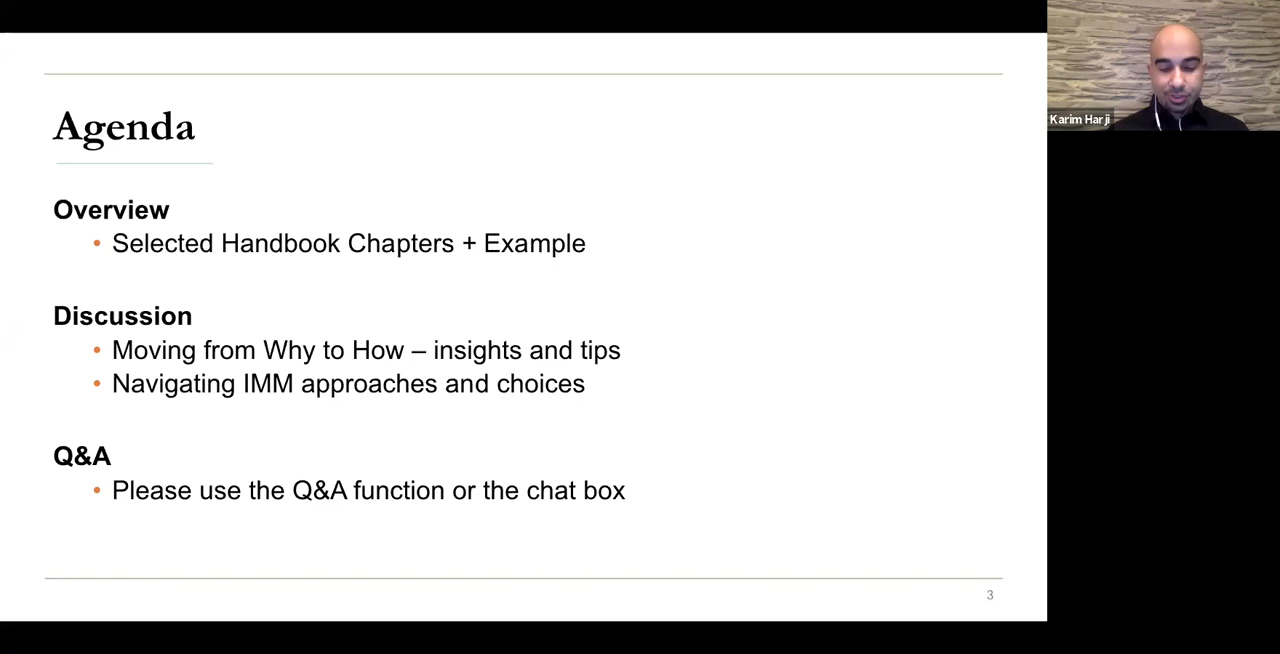 Agenda
Overview
• Selected Handbook Chapters + Example
Discussion
• Moving from Why to How – insights and tips
• Navigating IMM approaches and choices
Q&A
• Please use the Q&A function or the chat box
3
Karim Harji